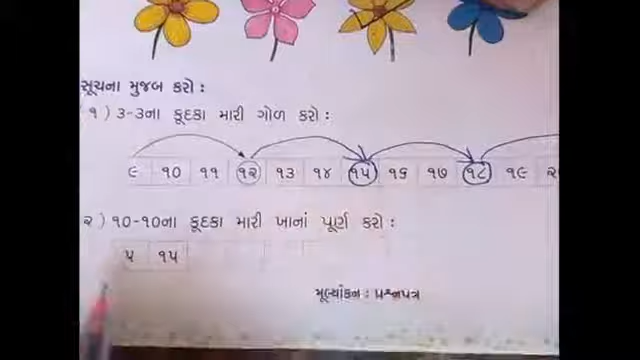 સૂચના મુજબ કરો :
૧) ૩-૩ના કૂદકા મારી ગોળ કરો :
૯ ૧૦ ૧૧ ૧૨ ૧૩ ૧૪ ૧૫ ૧૬ ૧૭ ૧૮ ૧૯
૨) ૧૦-૧૦ના કૂદકા મારી ખાનાં પૂર્ણ કરો :
૫ ૧૫
મૂલ્યાંકન : પ્રશ્નપત્ર